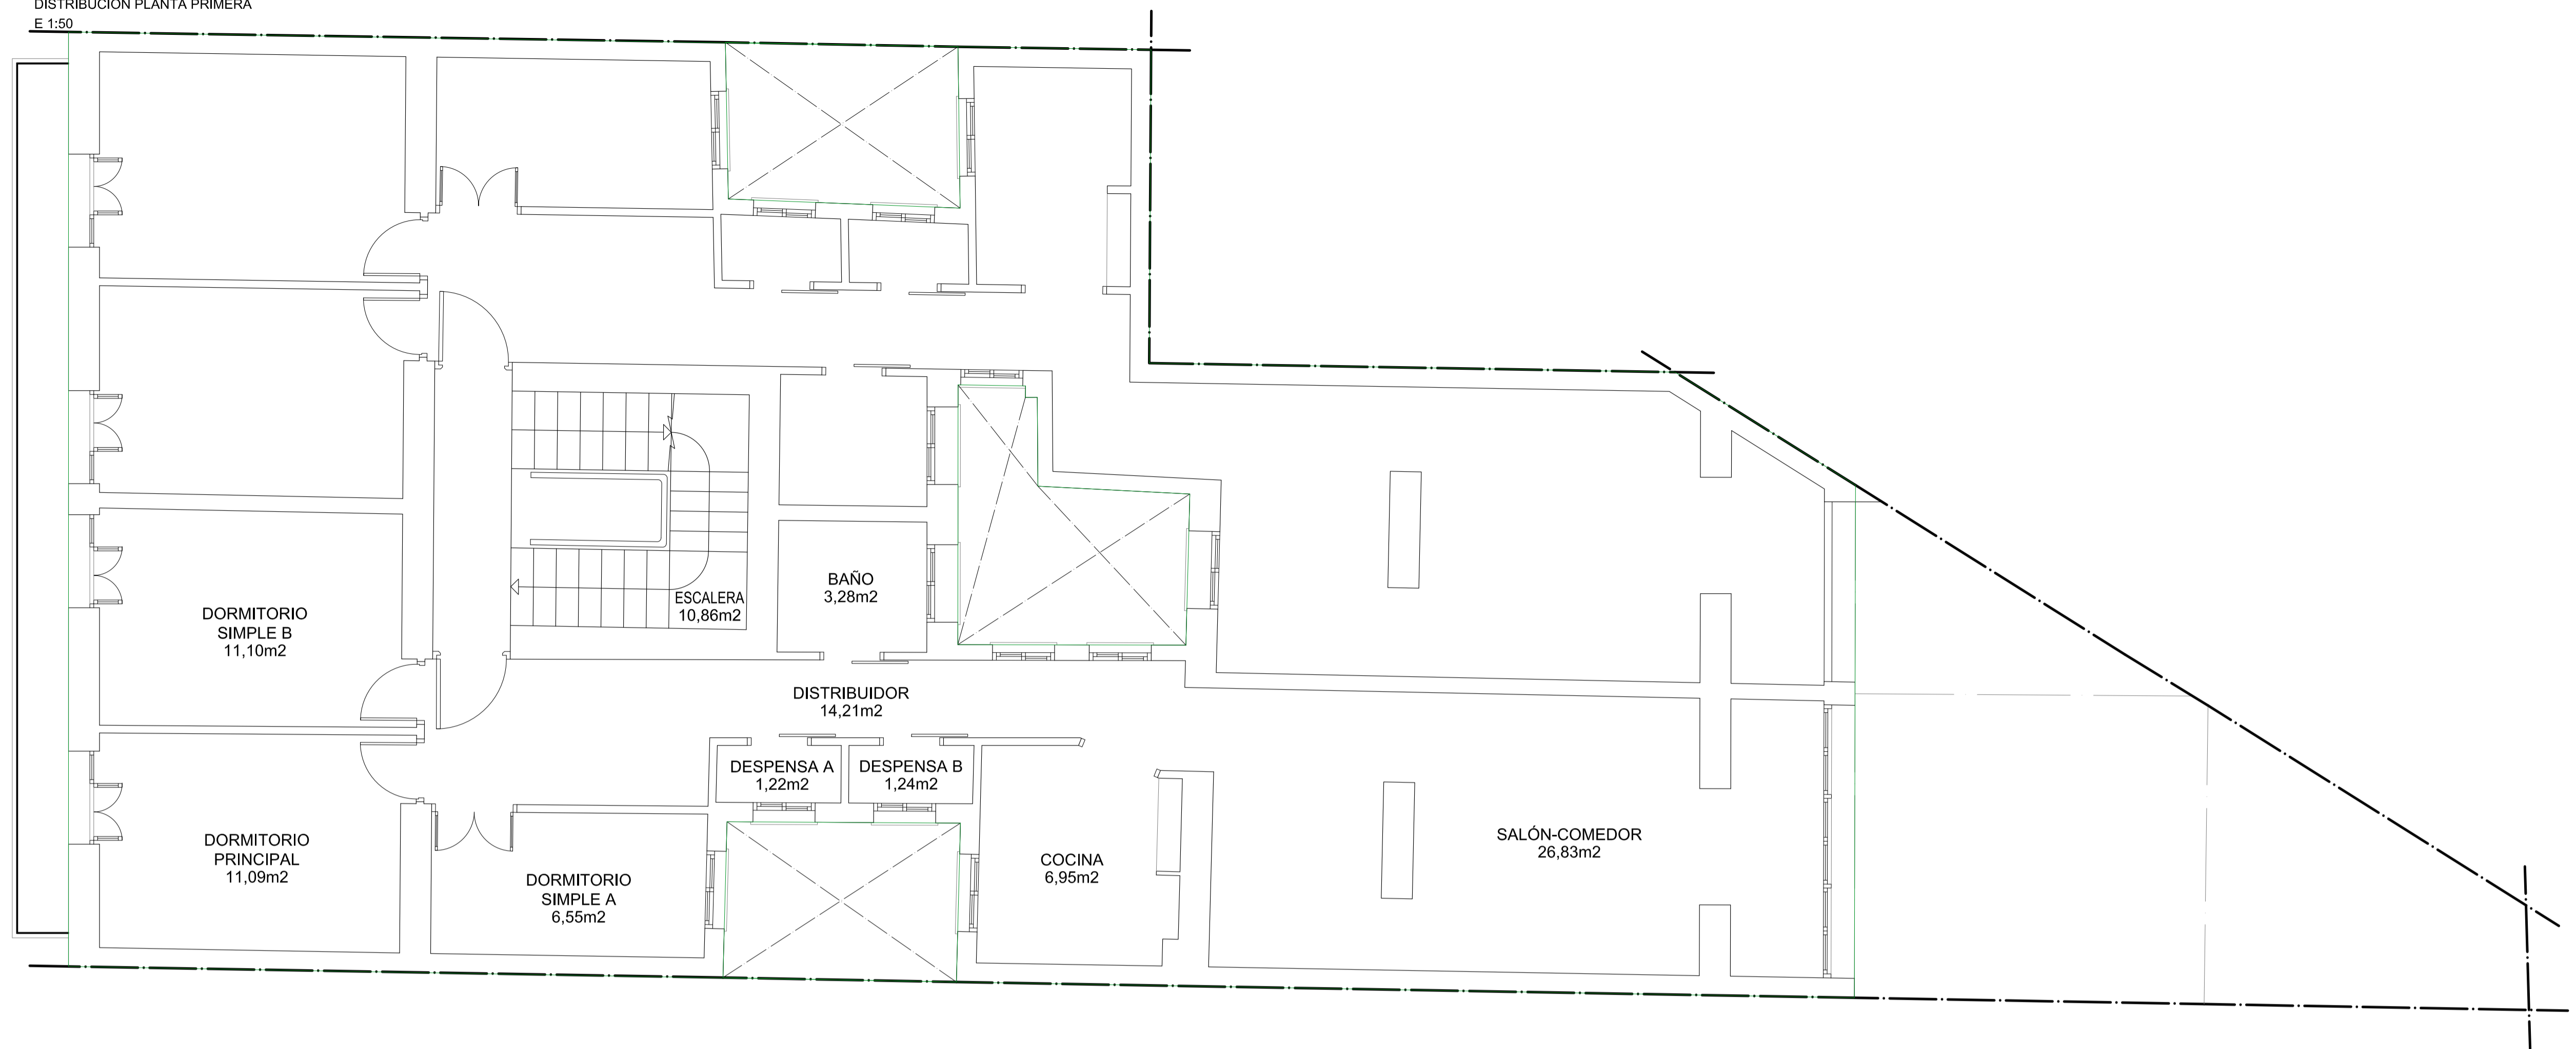 DISTRIBUCIÓN PLANTA PRIMERA
E 1:50
DORMITORIO
SIMPLE B
11,10m2
ESCALERA
10,86m2
BAÑO
3,28m2
DISTRIBUIDOR
14,21m2
DESPENSA A
1,22m2
DESPENSA B
1,24m2
DORMITORIO
PRINCIPAL
11,09m2
DORMITORIO
SIMPLE A
6,55m2
COCINA
6,95m2
SALÓN-COMEDOR
26,83m2